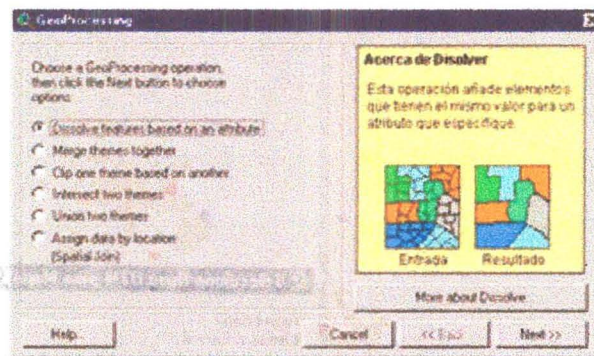 GeoProcessing
Choose a GeoProcessing operation,
then click the Next button to choose
options.
Dissolve features based on an attribute
Merge themes together
Clip one theme based on another
Intersect two themes
Union two themes
Assign data by location
(Spatial Join)
Acerca de Disolver
Esta operación añade elementos
que tienen el mismo valor para un
atributo que especifique.
Entrada Resultado
More about Dissolve
Help Cancel << Back Next >>